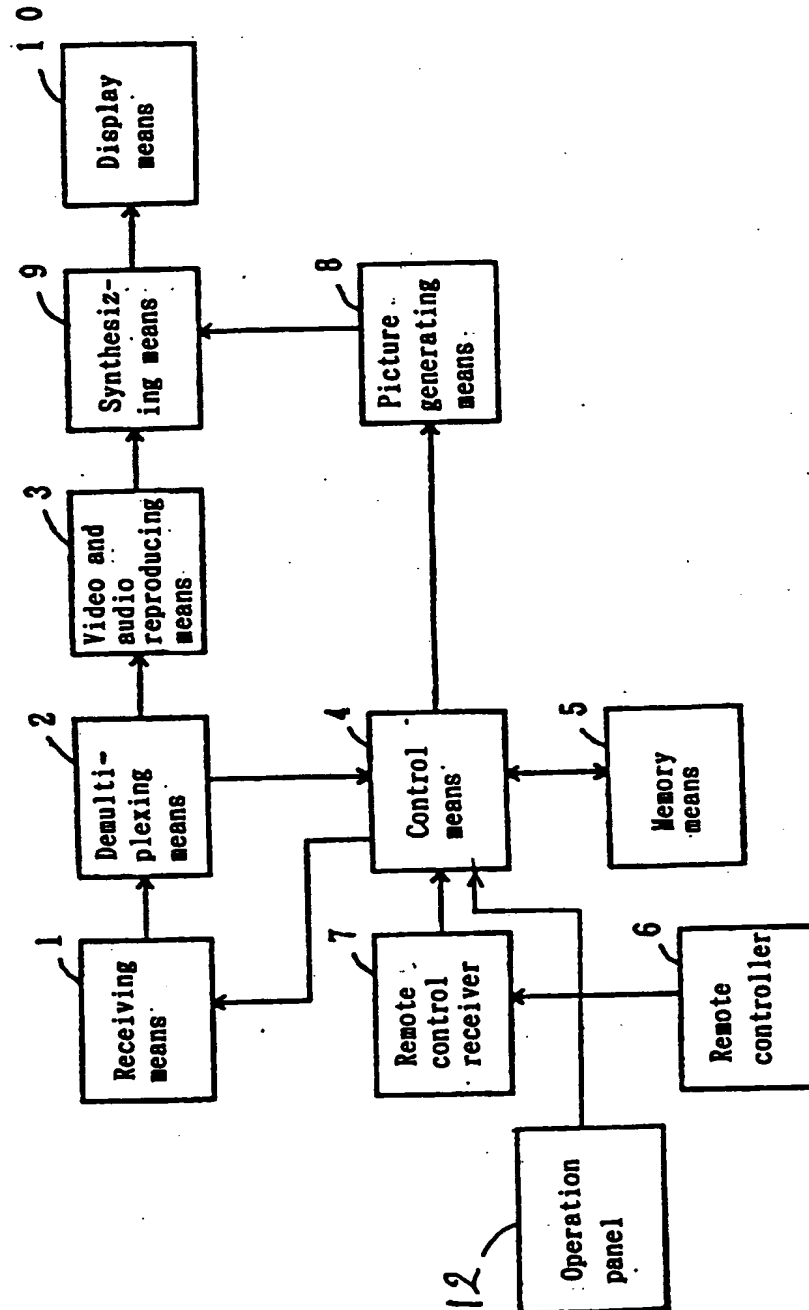 1
Receiving
means
2
Demulti-
plexing
means
3
Video and
audio
reproducing
means
9
Synthesiz-
ing means
10
Display
means
7
Remote
control
receiver
4
Control
means
8
Picture
generating
means
12
Operation
panel
6
Remote
controller
5
Memory
means